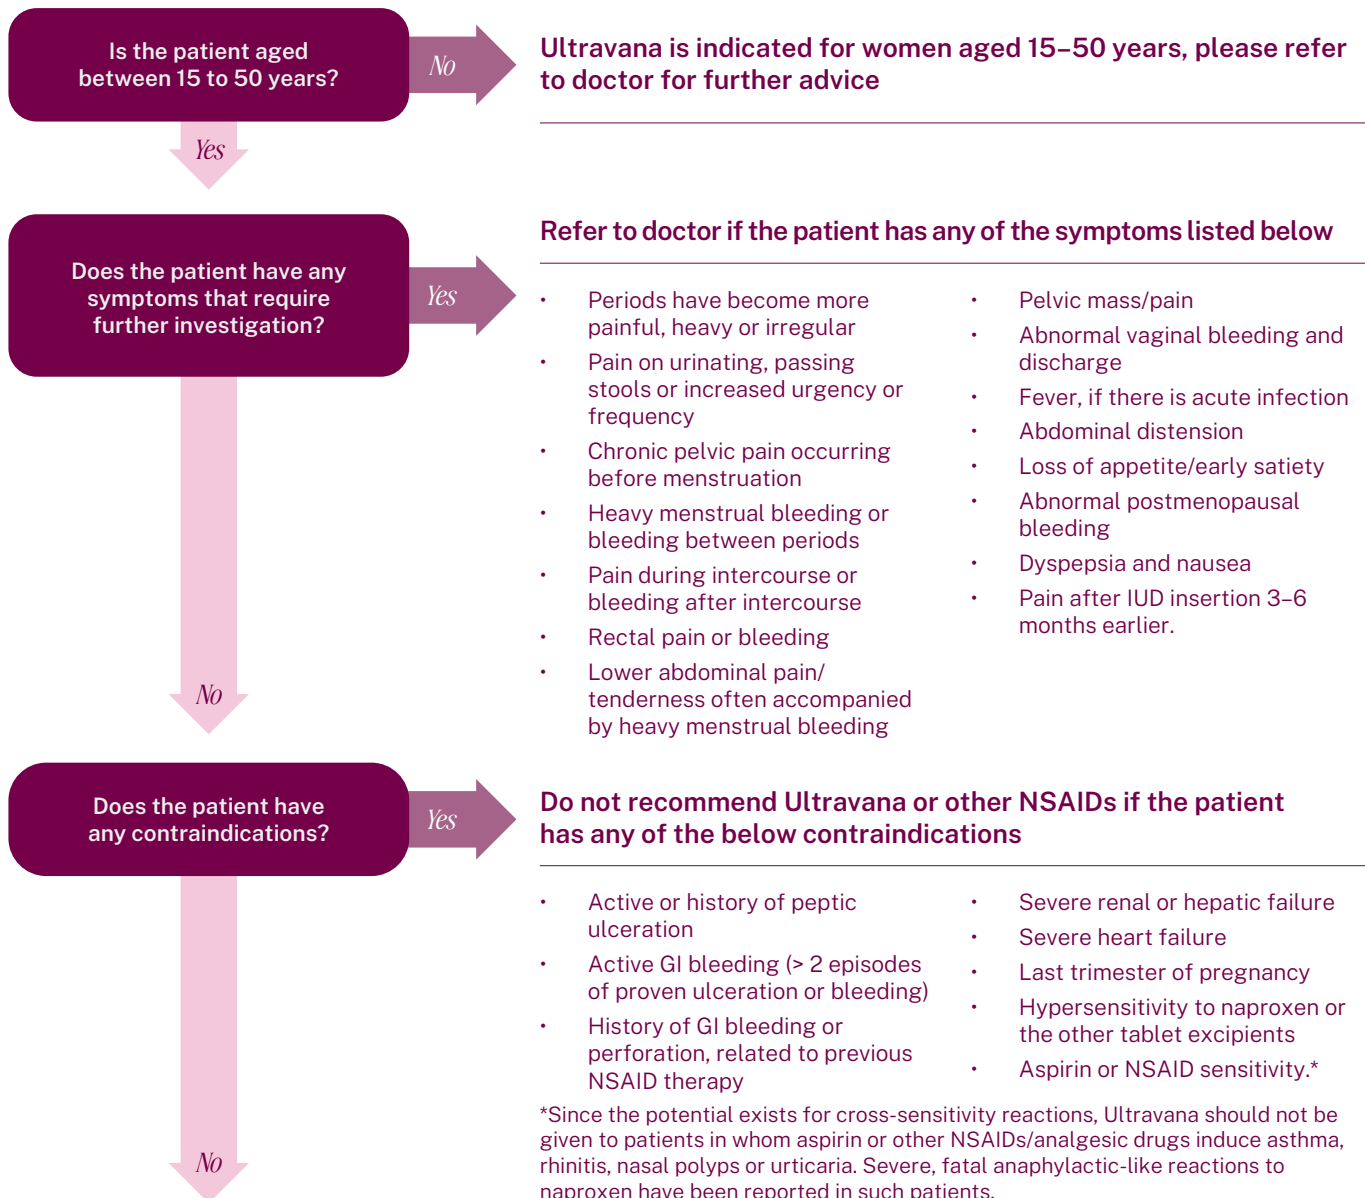 Is the patient aged
between 15 to 50 years?
No
Ultravana is indicated for women aged 15–50 years, please refer
to doctor for further advice
Yes
Does the patient have any
symptoms that require
further investigation?
Yes
Refer to doctor if the patient has any of the symptoms listed below
• Periods have become more
painful, heavy or irregular
• Pain on urinating, passing
stools or increased urgency or
frequency
• Chronic pelvic pain occurring
before menstruation
• Heavy menstrual bleeding or
bleeding between periods
• Pain during intercourse or
bleeding after intercourse
• Rectal pain or bleeding
• Lower abdominal pain/
tenderness often accompanied
by heavy menstrual bleeding
• Pelvic mass/pain
• Abnormal vaginal bleeding and
discharge
• Fever, if there is acute infection
• Abdominal distension
• Loss of appetite/early satiety
• Abnormal postmenopausal
bleeding
• Dyspepsia and nausea
• Pain after IUD insertion 3–6
months earlier.
No
Does the patient have
any contraindications?
Yes
Do not recommend Ultravana or other NSAIDs if the patient
has any of the below contraindications
• Active or history of peptic
ulceration
• Active GI bleeding (> 2 episodes
of proven ulceration or bleeding)
• History of GI bleeding or
perforation, related to previous
NSAID therapy
• Severe renal or hepatic failure
• Severe heart failure
• Last trimester of pregnancy
• Hypersensitivity to naproxen or
the other tablet excipients
• Aspirin or NSAID sensitivity.*
*Since the potential exists for cross-sensitivity reactions, Ultravana should not be
given to patients in whom aspirin or other NSAIDs/analgesic drugs induce asthma,
rhinitis, nasal polyps or urticaria. Severe, fatal anaphylactic-like reactions to
naproxen have been reported in such patients.
No